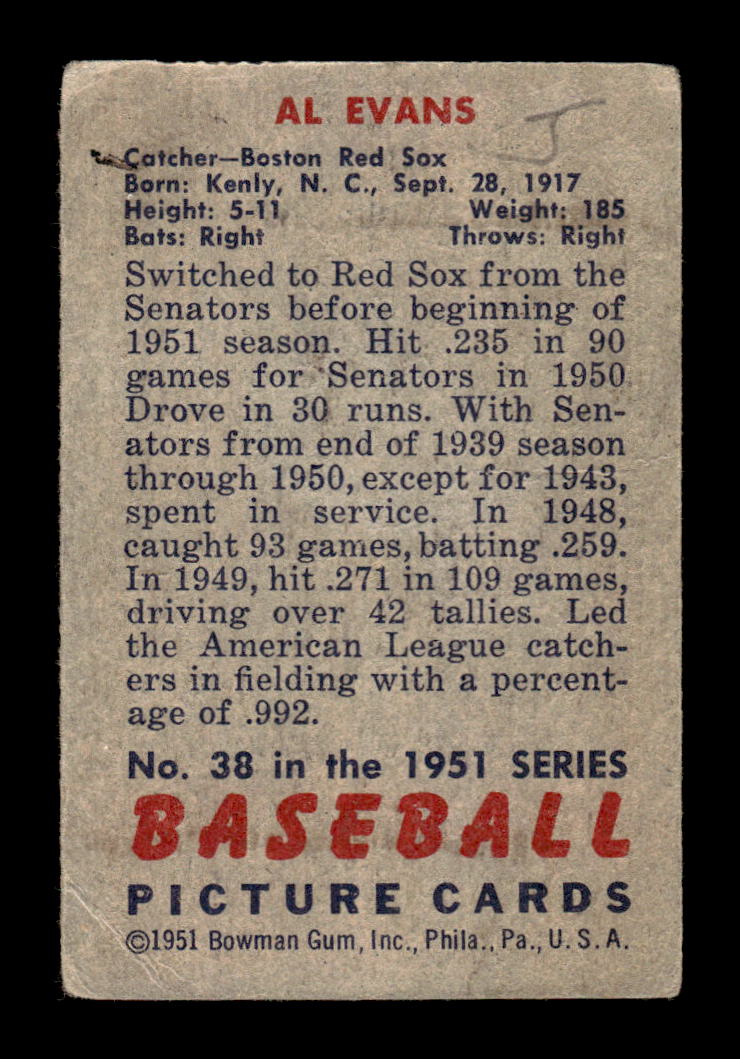 AL EVANS
J
Catcher—Boston Red Sox
Born: Kenly, N. C., Sept. 28, 1917
Height: 5-11 Weight: 185
Bats: Right Throws: Right
Switched to Red Sox from the
Senators before beginning of
1951 season. Hit .235 in 90
games for Senators in 1950
Drove in 30 runs. With Sen-
ators from end of 1939 season
through 1950, except for 1943,
spent in service. In 1948,
caught 93 games, batting .259.
In 1949, hit .271 in 109 games,
driving over 42 tallies. Led
the American League catch-
ers in fielding with a percent-
age of .992.
No. 38 in the 1951 SERIES
BASEBALL
PICTURE CARDS
©1951 Bowman Gum, Inc., Phila., Pa., U. S. A.